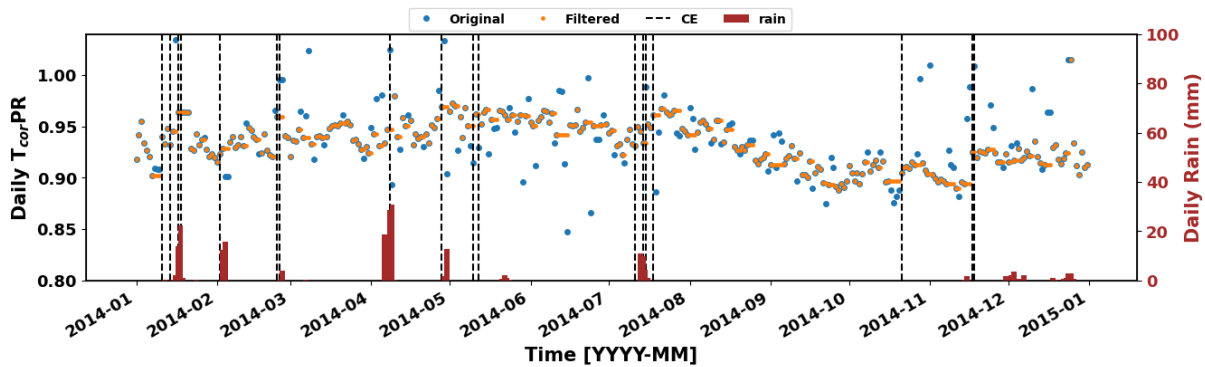 Original Filtered CE rain
Daily T_corPR
1.00
0.95
0.90
0.85
0.80
100
80
60
40
20
0
Daily Rain (mm)
2014-01 2014-02 2014-03 2014-04 2014-05 2014-06 2014-07 2014-08 2014-09 2014-10 2014-11 2014-12 2015-01
Time [YYYY-MM]